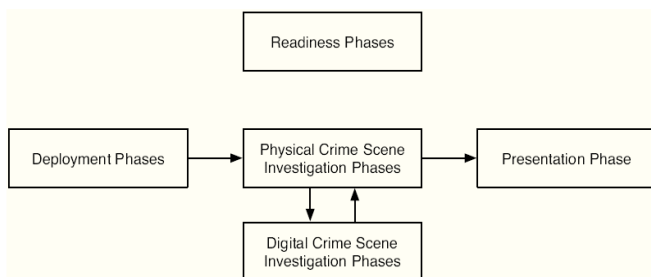 Readiness Phases
Deployment Phases
Physical Crime Scene
Investigation Phases
Presentation Phase
Digital Crime Scene
Investigation Phases